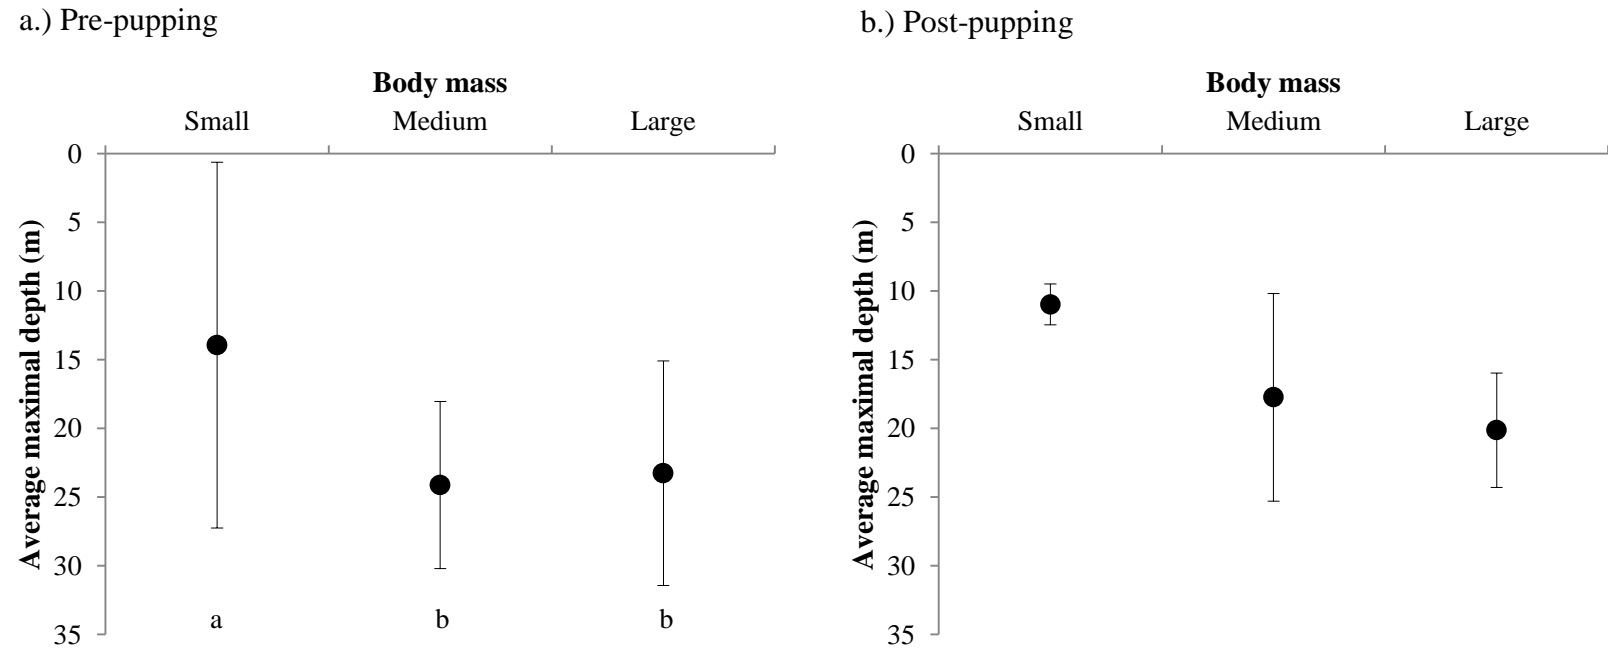 a.) Pre-pupping
Body mass
Small Medium Large
0
5
10
15
20
25
30
35
Average maximal depth (m)
a b b
b.) Post-pupping
Body mass
Small Medium Large
0
5
10
15
20
25
30
35
Average maximal depth (m)